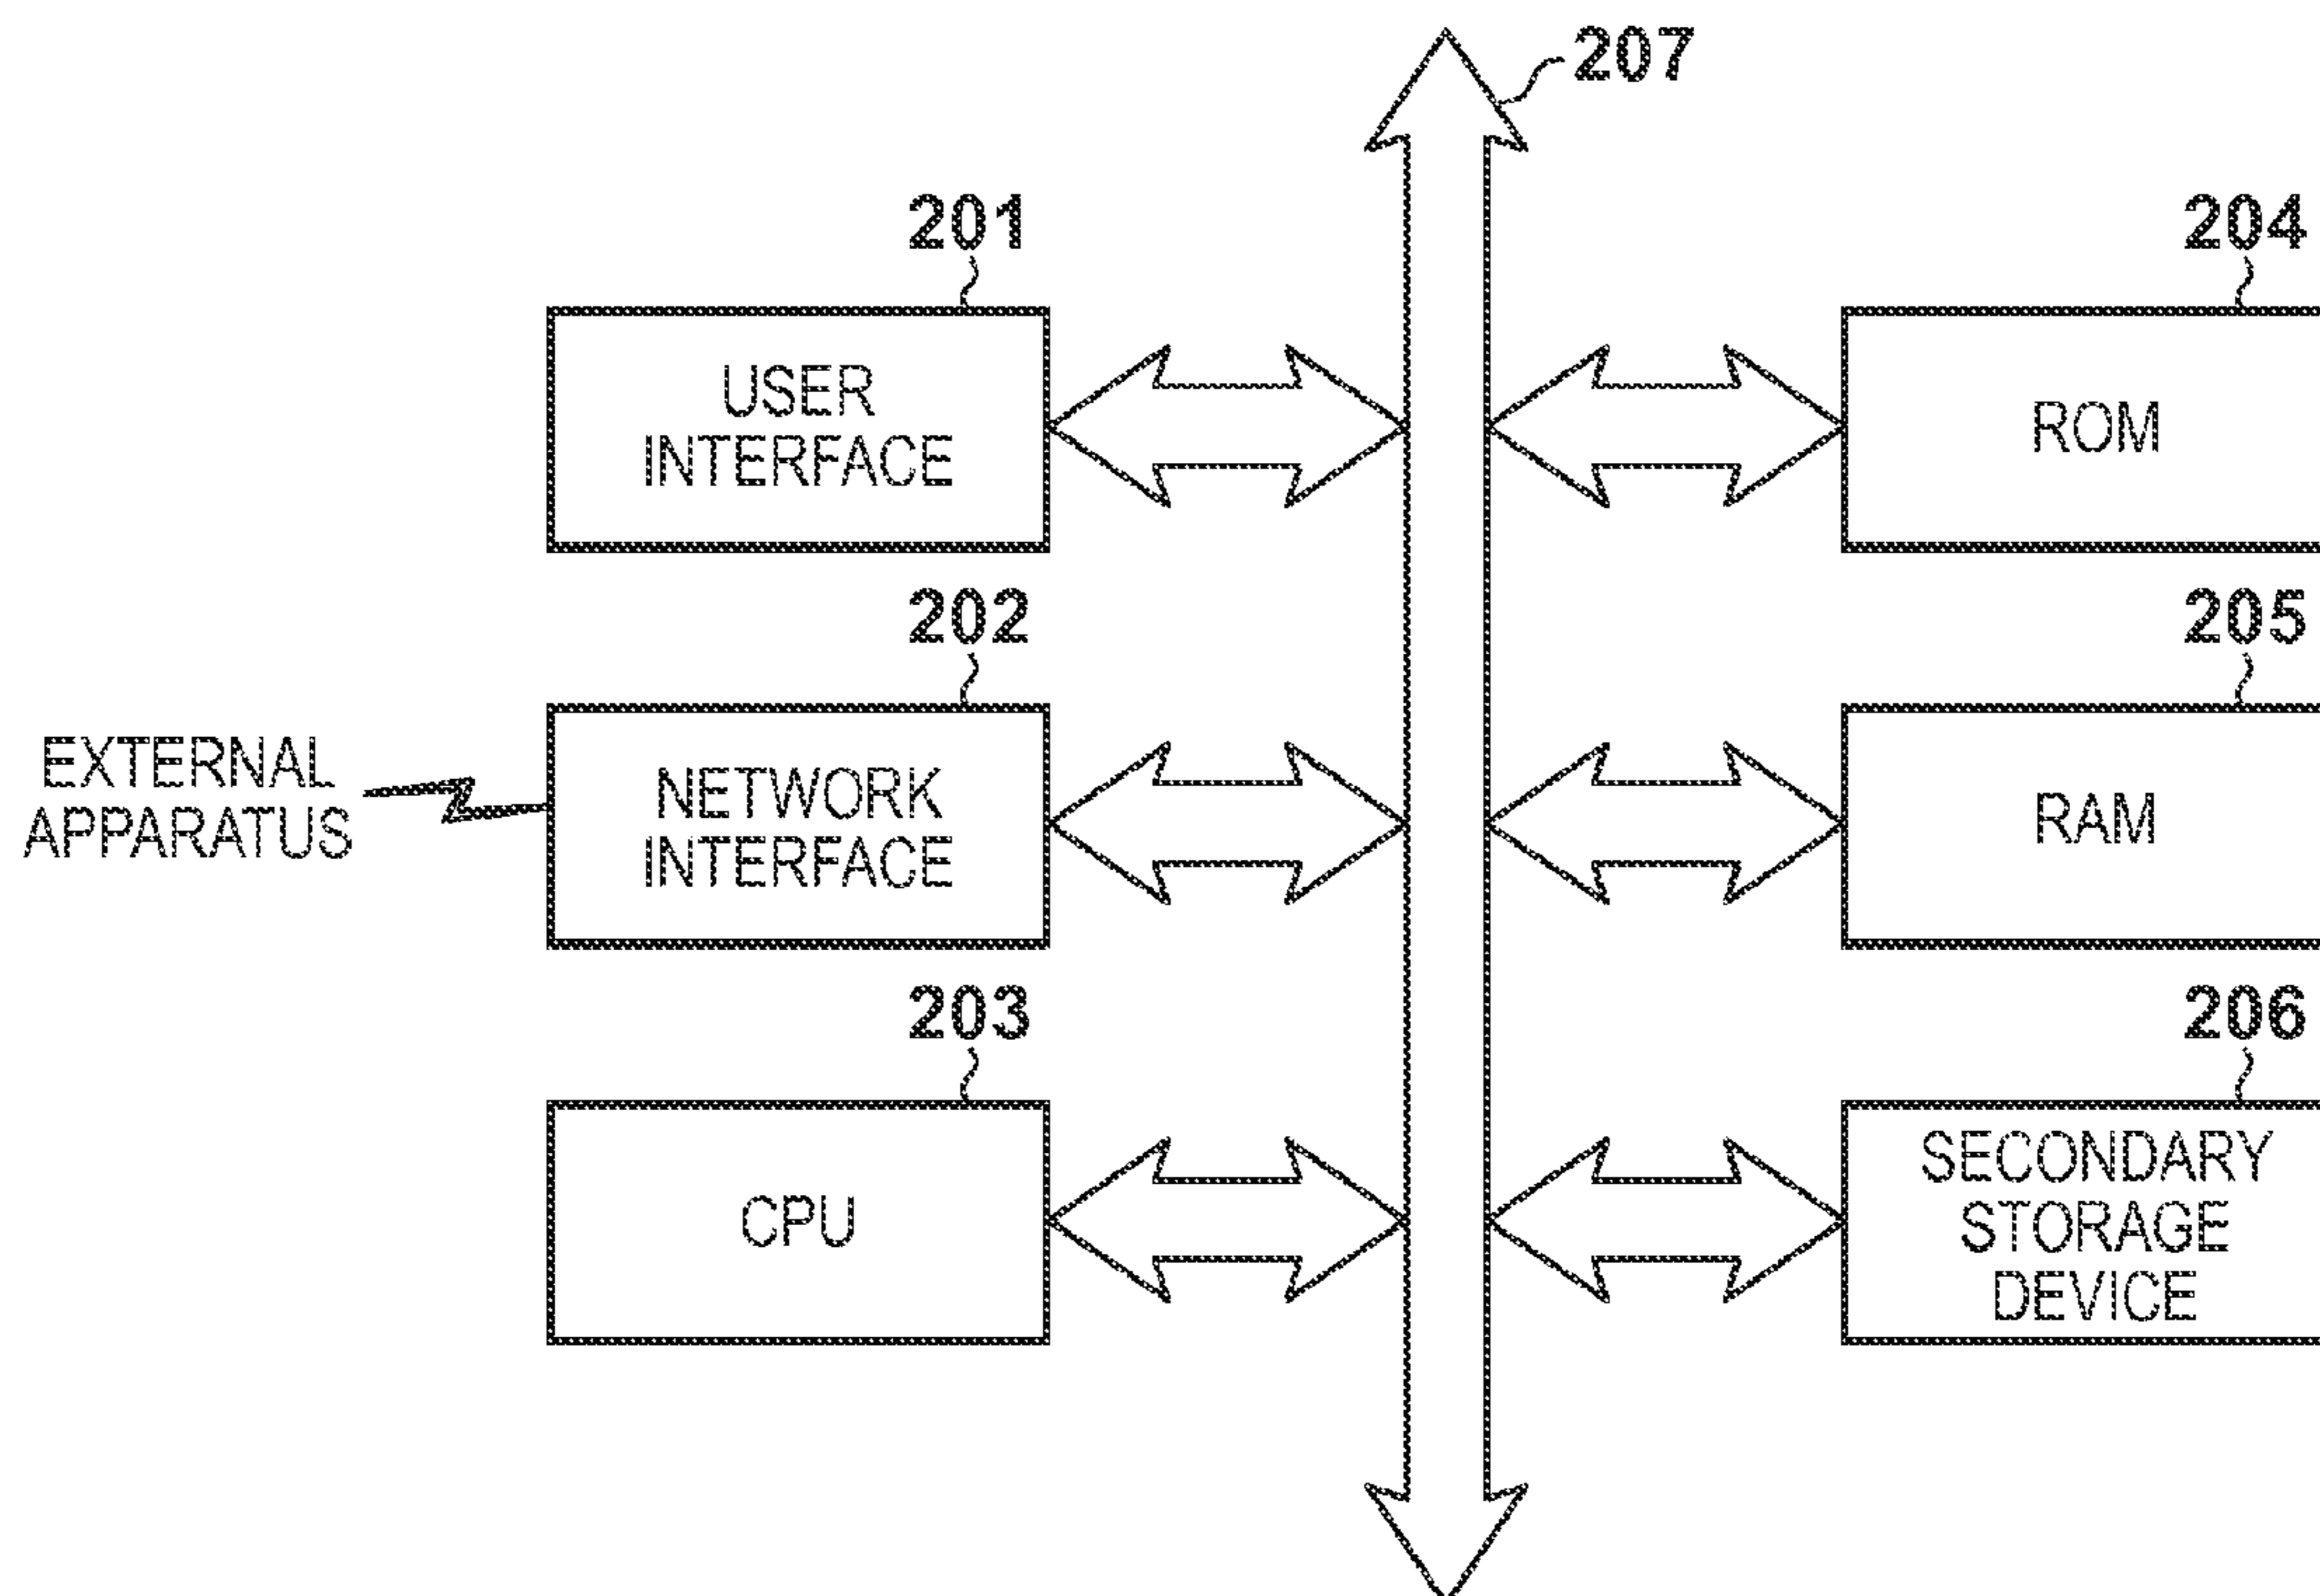 207
201
USER
INTERFACE
204
ROM
202
NETWORK
INTERFACE
EXTERNAL
APPARATUS
205
RAM
203
CPU
206
SECONDARY
STORAGE
DEVICE